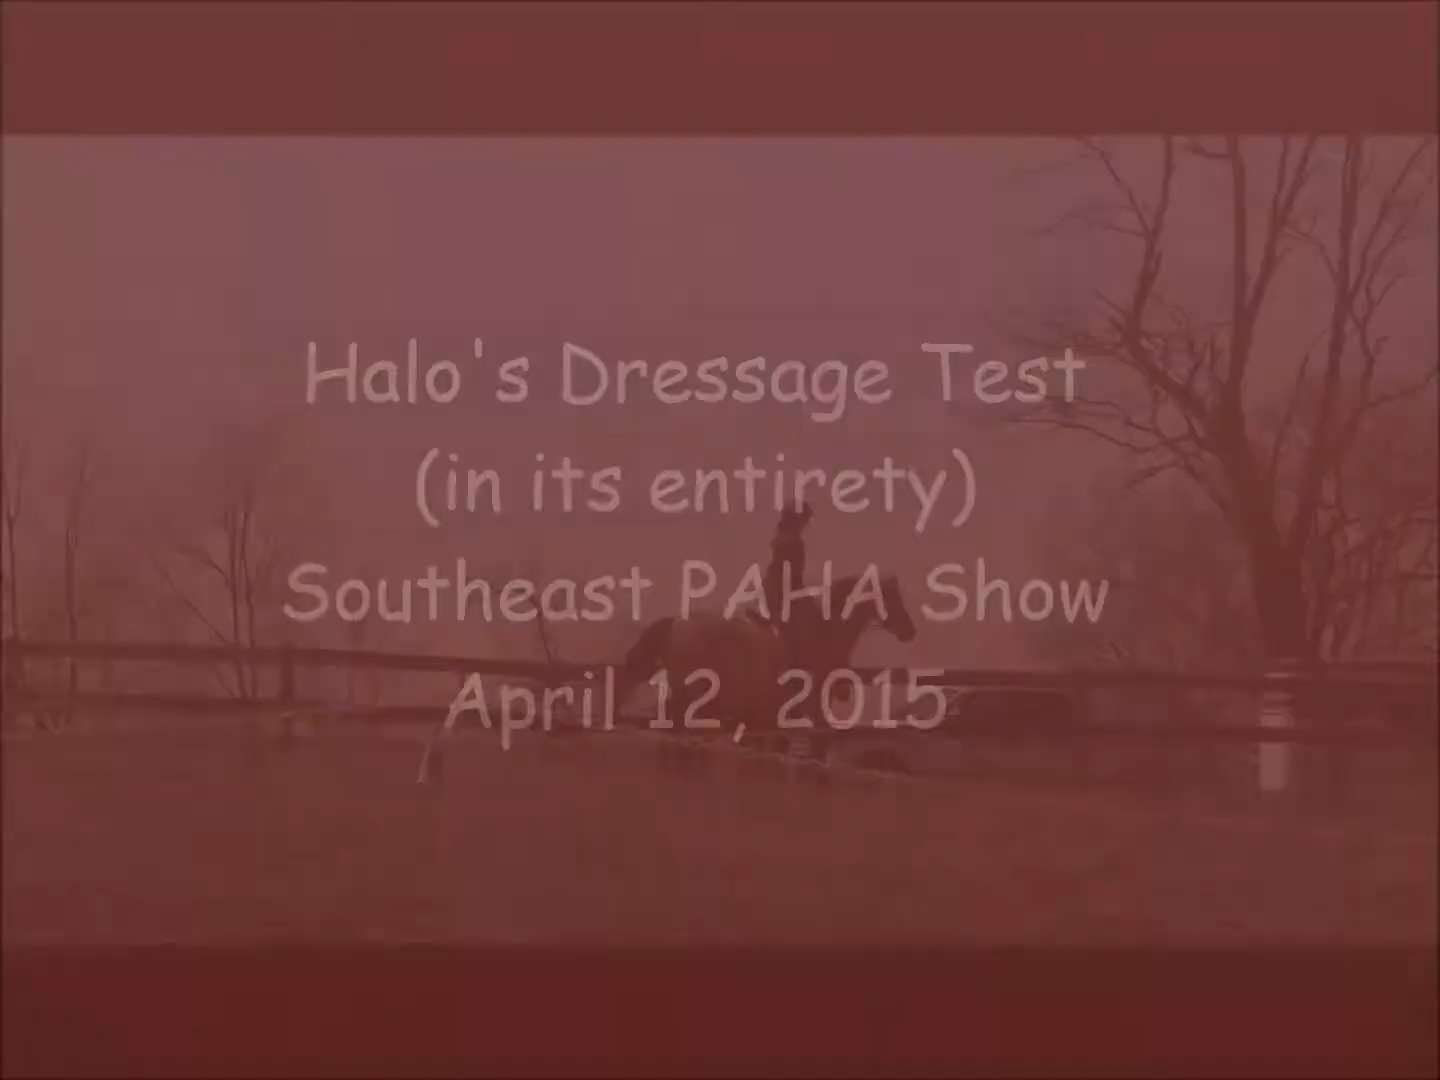 Halo's Dressage Test
(in its entirety)
Southeast PAHA Show
April 12, 2015